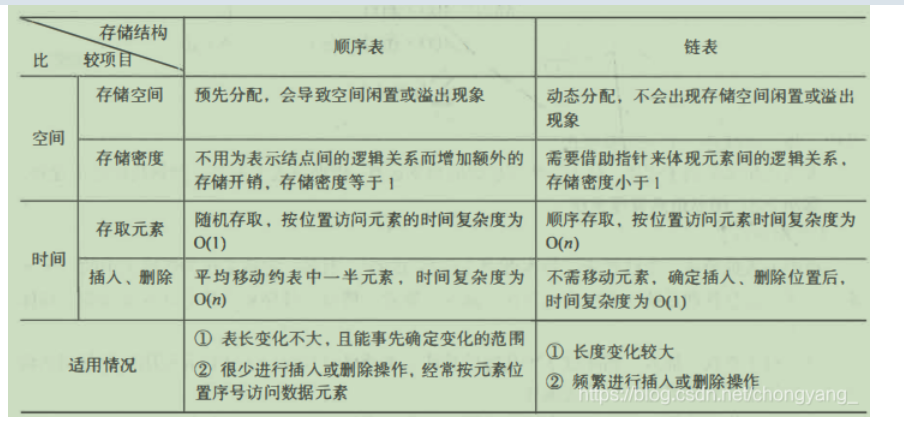 存储结构
比 较项目
顺序表
链表
空间
存储空间
预先分配，会导致空间闲置或溢出现象
动态分配，不会出现存储空间闲置或溢出
现象
存储密度
不用为表示结点间的逻辑关系而增加额外的
存储开销，存储密度等于 1
需要借助指针来体现元素间的逻辑关系，
存储密度小于 1
时间
存取元素
随机存取，按位置访问元素的时间复杂度为
O(1)
顺序存取，按位置访问元素时间复杂度为
O(n)
插入、删除
平均移动约表中一半元素，时间复杂度为
O(n)
不需移动元素，确定插入、删除位置后，
时间复杂度为 O(1)
适用情况
① 表长变化不大，且能事先确定变化的范围
② 很少进行插入或删除操作，经常按元素位
置序号访问数据元素
① 长度变化较大
② 频繁进行插入或删除操作
https://blog.csdn.net/chongyang_